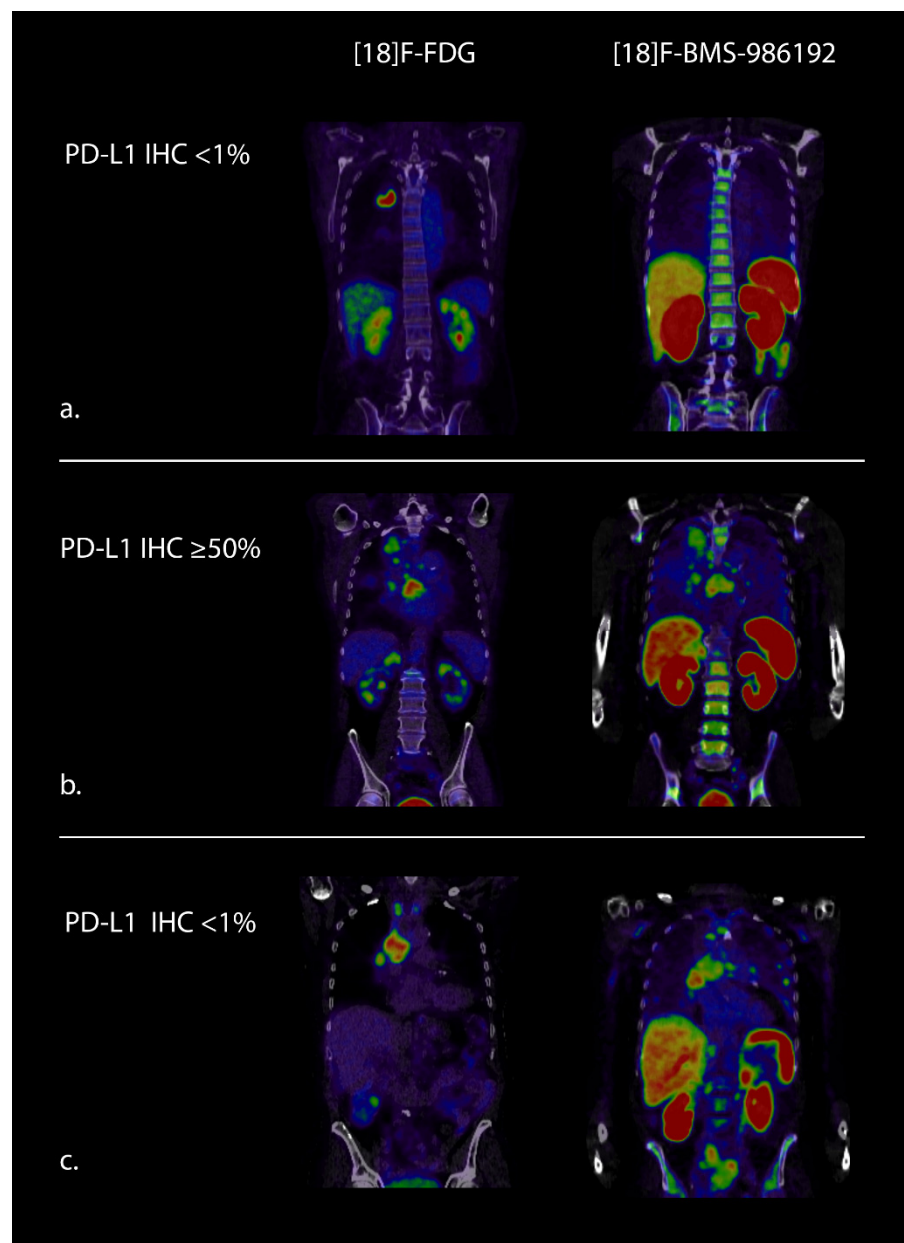 [18]F-FDG [18]F-BMS-986192
PD-L1 IHC <1%
a.
PD-L1 IHC ≥50%
b.
PD-L1  IHC <1%
c.